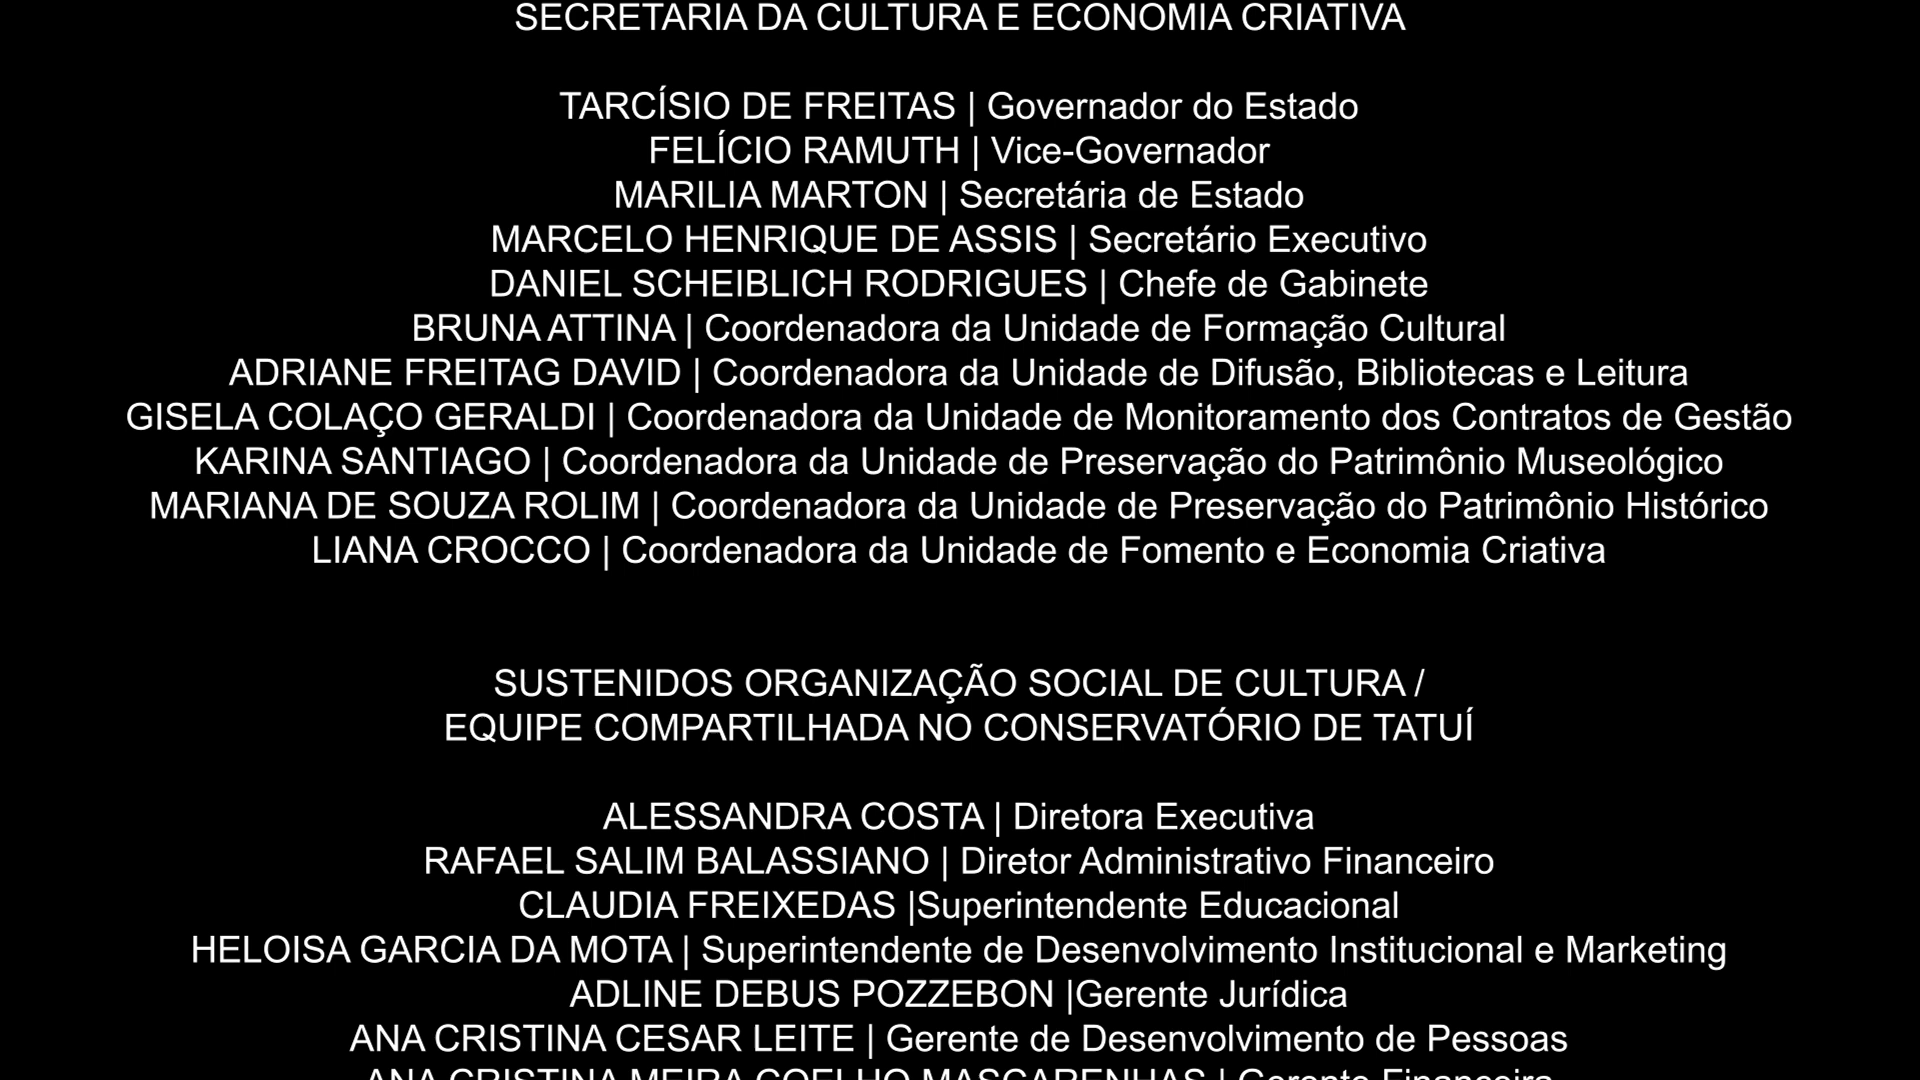 SECRETARIA DA CULTURA E ECONOMIA CRIATIVA
TARCÍSIO DE FREITAS | Governador do Estado
FELÍCIO RAMUTH | Vice-Governador
MARILIA MARTON | Secretária de Estado
MARCELO HENRIQUE DE ASSIS | Secretário Executivo
DANIEL SCHEIBLICH RODRIGUES | Chefe de Gabinete
BRUNA ATTINA | Coordenadora da Unidade de Formação Cultural
ADRIANE FREITAG DAVID | Coordenadora da Unidade de Difusão, Bibliotecas e Leitura
GISELA COLAÇO GERALDI | Coordenadora da Unidade de Monitoramento dos Contratos de Gestão
KARINA SANTIAGO | Coordenadora da Unidade de Preservação do Patrimônio Museológico
MARIANA DE SOUZA ROLIM | Coordenadora da Unidade de Preservação do Patrimônio Histórico
LIANA CROCCO | Coordenadora da Unidade de Fomento e Economia Criativa
SUSTENIDOS ORGANIZAÇÃO SOCIAL DE CULTURA /
EQUIPE COMPARTILHADA NO CONSERVATÓRIO DE TATUÍ
ALESSANDRA COSTA | Diretora Executiva
RAFAEL SALIM BALASSIANO | Diretor Administrativo Financeiro
CLAUDIA FREIXEDAS |Superintendente Educacional
HELOISA GARCIA DA MOTA | Superintendente de Desenvolvimento Institucional e Marketing
ADLINE DEBUS POZZEBON |Gerente Jurídica
ANA CRISTINA CESAR LEITE | Gerente de Desenvolvimento de Pessoas
ANA CRISTINA MEIRA COELHO MASCARENHAS | Gerente Financeira